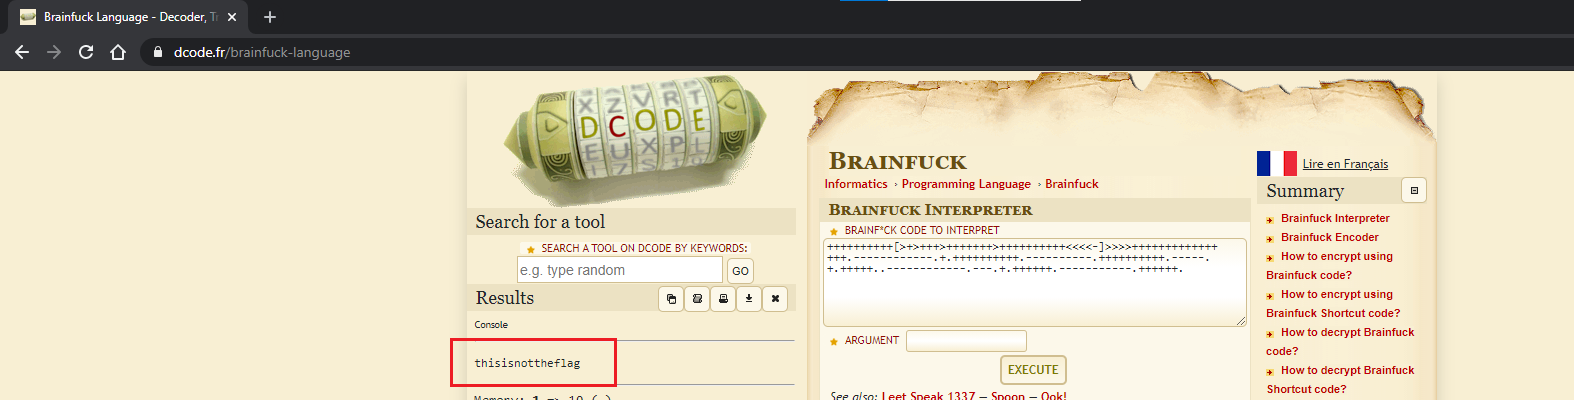 Brainfuck Language - Decoder, Tr
dcode.fr/brainfuck-language
X Z V R T
DCODE
E U X P L
1 7 S 1 0
Search for a tool
SEARCH A TOOL ON DCODE BY KEYWORDS:
e.g. type random
GO
Results
Console
thisisnottheflag
BRAINFUCK
Informatics › Programming Language › Brainfuck
BRAINFUCK INTERPRETER
BRAINF*CK CODE TO INTERPRET
++++++++++[>+>+++>+++++++>++++++++++<<<<-]>>>>+++++++++++++
+++.------------.+.++++++++++.----------.++++++++++.-----.
+.+++++..------------.---.+.++++++.-----------.++++++.
ARGUMENT
EXECUTE
See also: Leet Speak 1337 — Spoon — Ook!
Lire en Français
Summary
Brainfuck Interpreter
Brainfuck Encoder
How to encrypt using
Brainfuck code?
How to encrypt using
Brainfuck Shortcut code?
How to decrypt Brainfuck
code?
How to decrypt Brainfuck
Shortcut code?